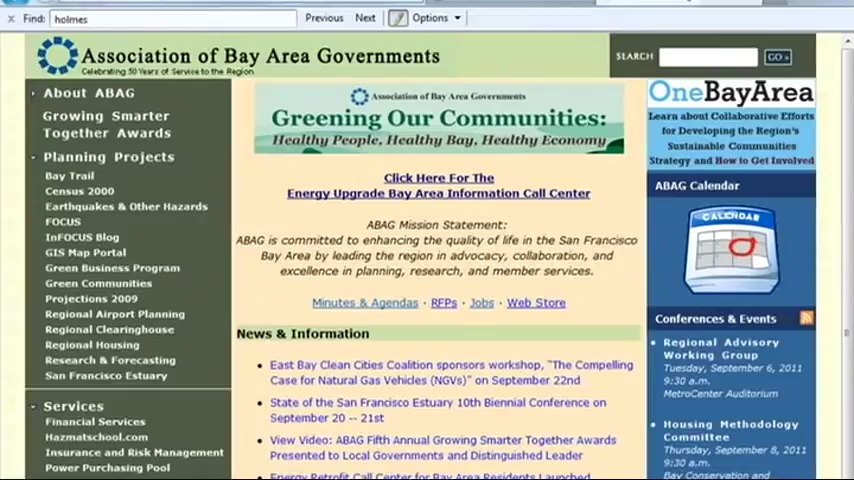 Find: holmes Previous Next Options
Association of Bay Area Governments
Celebrating 50 Years of Service to the Region
SEARCH GO»
About ABAG
Growing Smarter
Together Awards
Planning Projects
Bay Trail
Census 2000
Earthquakes & Other Hazards
FOCUS
InFOCUS Blog
GIS Map Portal
Green Business Program
Green Communities
Projections 2009
Regional Airport Planning
Regional Clearinghouse
Regional Housing
Research & Forecasting
San Francisco Estuary
Services
Financial Services
Hazmatschool.com
Insurance and Risk Management
Power Purchasing Pool
Association of Bay Area Governments
Greening Our Communities:
Healthy People, Healthy Bay, Healthy Economy
Click Here For The
Energy Upgrade Bay Area Information Call Center
ABAG Mission Statement:
ABAG is committed to enhancing the quality of life in the San Francisco
Bay Area by leading the region in advocacy, collaboration, and
excellence in planning, research, and member services.
Minutes & Agendas · RFPs · Jobs · Web Store
News & Information
East Bay Clean Cities Coalition sponsors workshop, "The Compelling
Case for Natural Gas Vehicles (NGVs)" on September 22nd
State of the San Francisco Estuary 10th Biennial Conference on
September 20 -- 21st
View Video: ABAG Fifth Annual Growing Smarter Together Awards
Presented to Local Governments and Distinguished Leader
Energy Retrofit Call Center for Bay Area Residents Launched
OneBayArea
Learn about Collaborative Efforts
for Developing the Region's
Sustainable Communities
Strategy and How to Get Involved
ABAG Calendar
CALENDAR
Conferences & Events
Regional Advisory
Working Group
Tuesday, September 6, 2011
9:30 a.m.
MetroCenter Auditorium
Housing Methodology
Committee
Thursday, September 8, 2011
9:30 a.m.
Bay Conservation and